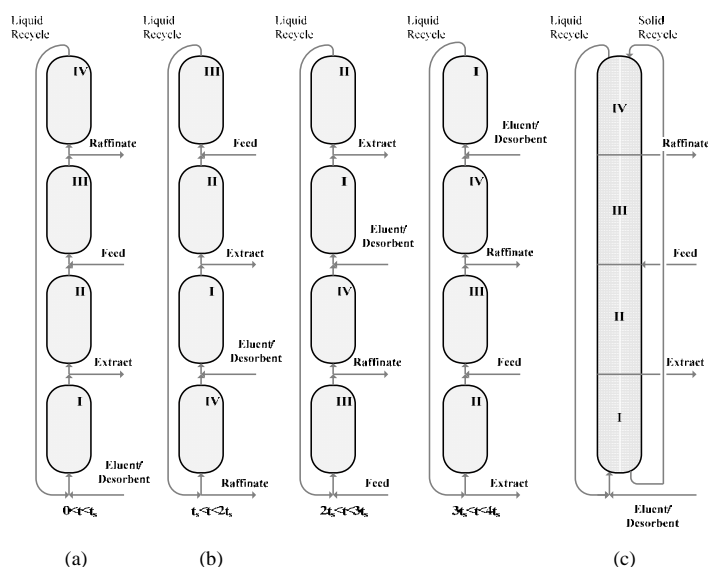 Liquid
Recycle
IV
Raffinate
III
Feed
II
Extract
I
Eluent/
Desorbent
0<t<ts
Liquid
Recycle
III
Feed
II
Extract
I
Eluent/
Desorbent
IV
Raffinate
ts<t<2ts
Liquid
Recycle
II
Extract
I
Eluent/
Desorbent
IV
Raffinate
III
Feed
2ts<t<3ts
Liquid
Recycle
I
Eluent/
Desorbent
IV
Raffinate
III
Feed
II
Extract
3ts<t<4ts
Liquid
Recycle
Solid
Recycle
IV
Raffinate
III
Feed
II
Extract
I
Eluent/
Desorbent
(a)
(b)
(c)